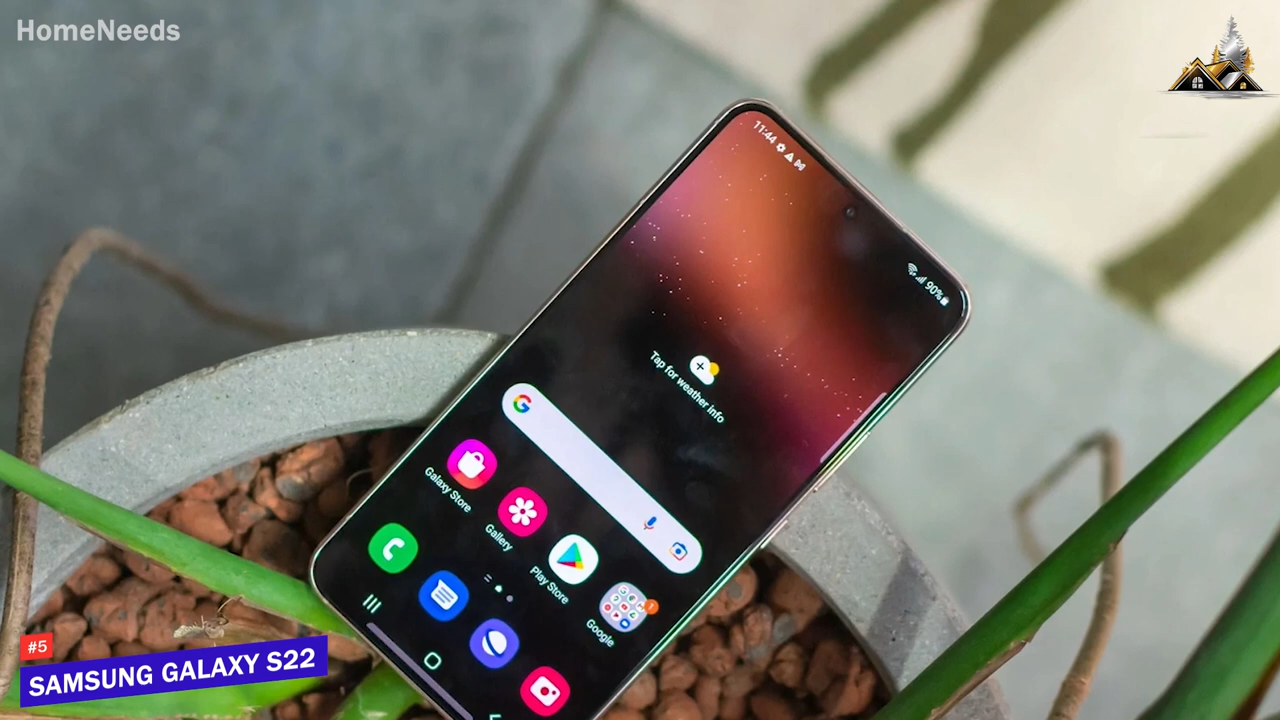 HomeNeeds
11:44
90%
Tap for weather info
Galaxy Store
Gallery
Play Store
Google
#5
SAMSUNG GALAXY S22